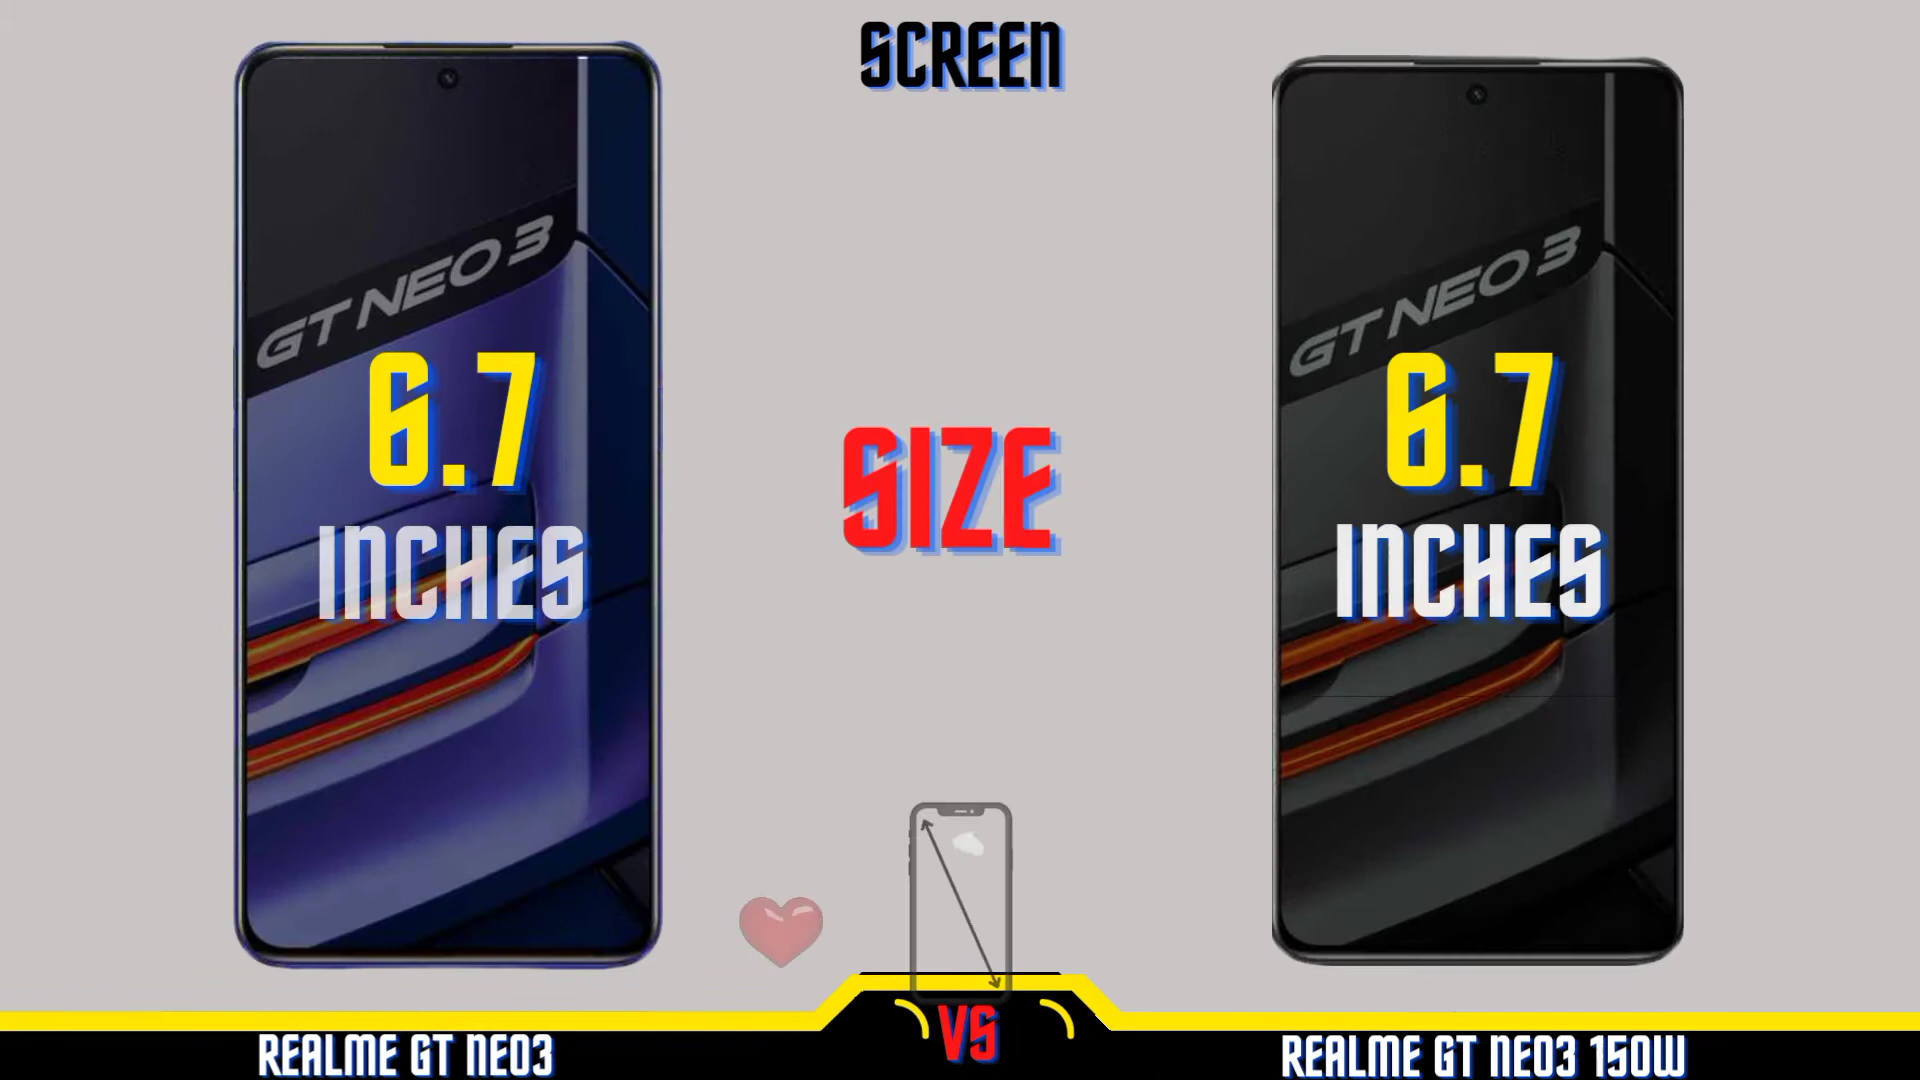 SCREEN
GT NEO 3
6.7
INCHES
SIZE
GT NEO 3
6.7
INCHES
REALME GT NEO3
VS
REALME GT NEO3 150W